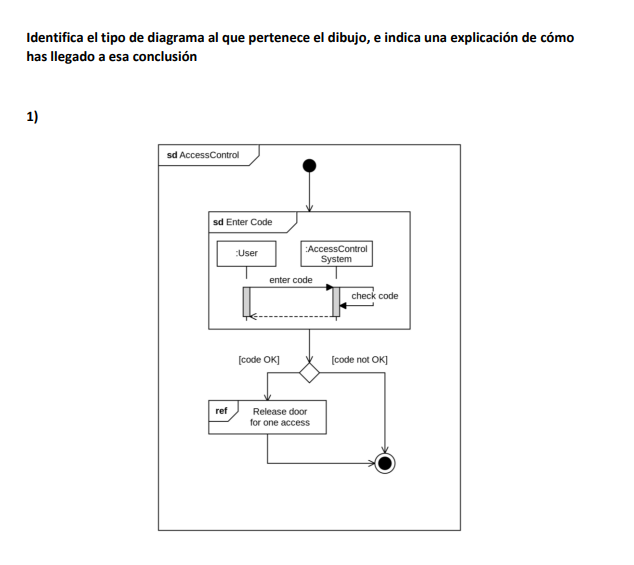 Identifica el tipo de diagrama al que pertenece el dibujo, e indica una explicación de cómo
has llegado a esa conclusión
1)
sd AccessControl
sd Enter Code
:User
:AccessControl
System
enter code
check code
[code OK]
[code not OK]
ref
Release door
for one access